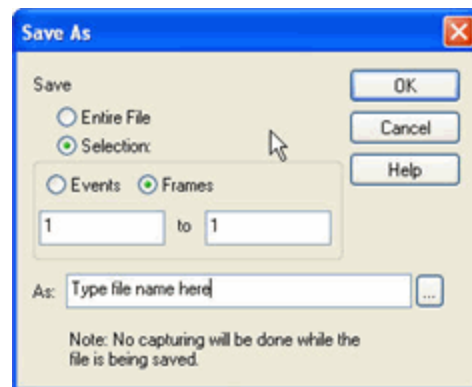 Save As
Save
OK
Entire File
Cancel
Selection:
Help
Events Frames
1 to 1
As: Type file name here ...
Note: No capturing will be done while the
file is being saved.